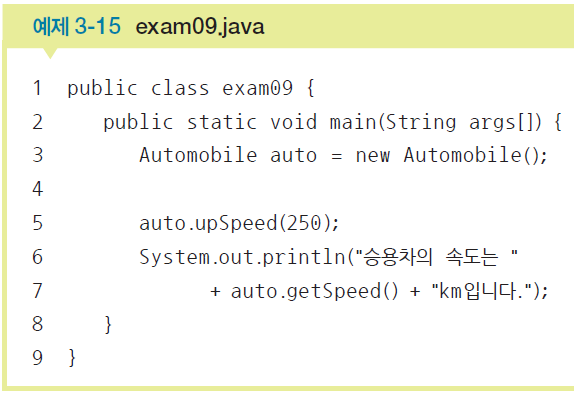 예제 3-15 exam09.java
1 public class exam09 {
2 public static void main(String args[]) {
3 Automobile auto = new Automobile();
4
5 auto.upSpeed(250);
6 System.out.println("승용차의 속도는 "
7 + auto.getSpeed() + "km입니다.");
8 }
9 }